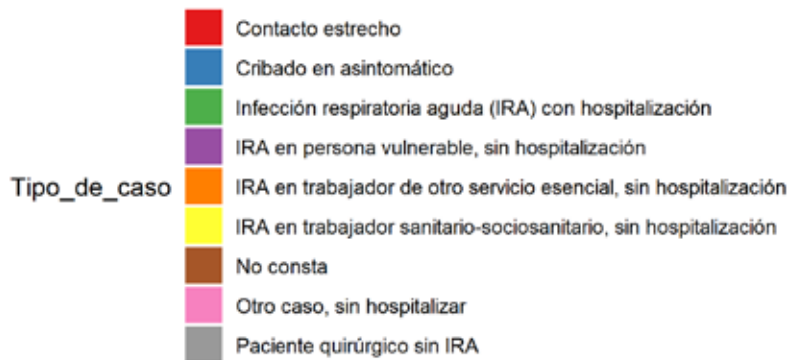 Contacto estrecho
Cribado en asintomático
Infección respiratoria aguda (IRA) con hospitalización
IRA en persona vulnerable, sin hospitalización
Tipo_de_caso
IRA en trabajador de otro servicio esencial, sin hospitalización
IRA en trabajador sanitario-sociosanitario, sin hospitalización
No consta
Otro caso, sin hospitalizar
Paciente quirúrgico sin IRA